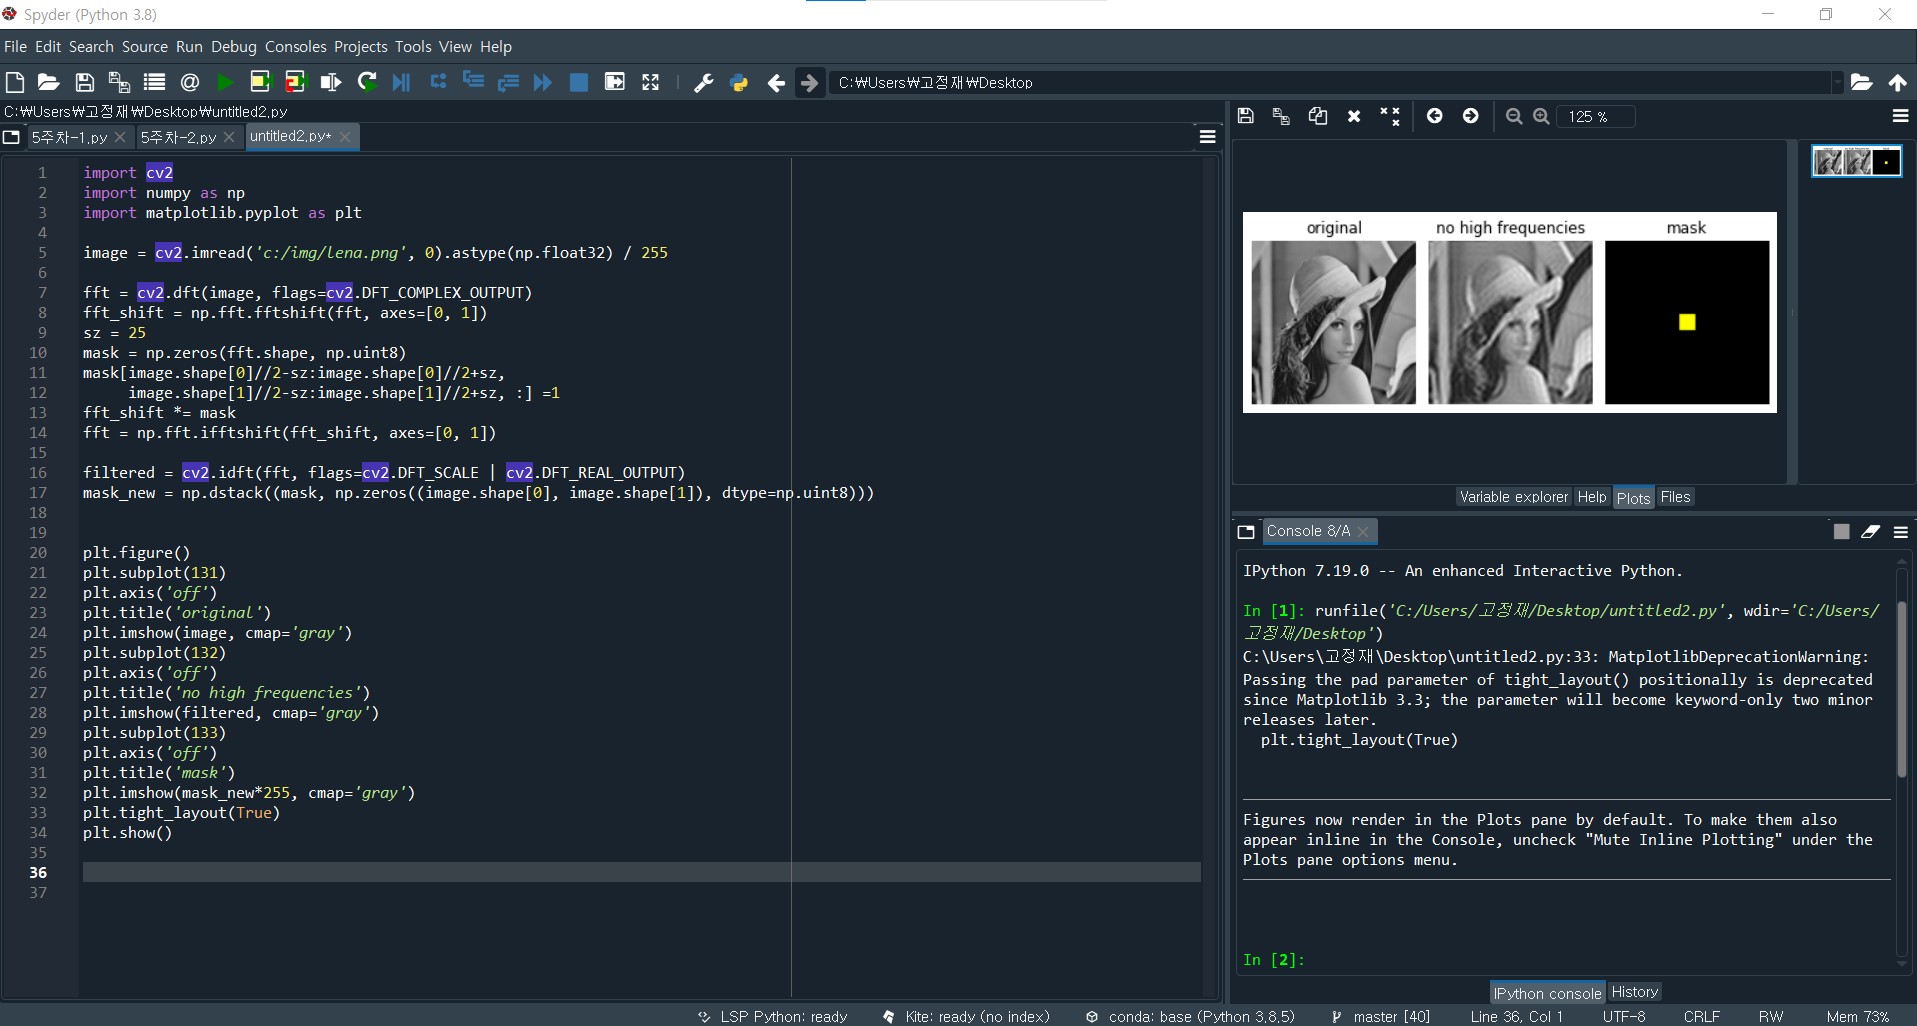 Spyder (Python 3.8)
File Edit Search Source Run Debug Consoles Projects Tools View Help
C:￦Users￦고정재￦Desktop
C:￦Users￦고정재￦Desktop￦untitled2.py
5주차-1.py 5주차-2.py untitled2.py*
1 import cv2
2 import numpy as np
3 import matplotlib.pyplot as plt
4
5 image = cv2.imread('c:/img/lena.png', 0).astype(np.float32) / 255
6
7 fft = cv2.dft(image, flags=cv2.DFT_COMPLEX_OUTPUT)
8 fft_shift = np.fft.fftshift(fft, axes=[0, 1])
9 sz = 25
10 mask = np.zeros(fft.shape, np.uint8)
11 mask[image.shape[0]//2-sz:image.shape[0]//2+sz,
12 image.shape[1]//2-sz:image.shape[1]//2+sz, :] =1
13 fft_shift *= mask
14 fft = np.fft.ifftshift(fft_shift, axes=[0, 1])
15
16 filtered = cv2.idft(fft, flags=cv2.DFT_SCALE | cv2.DFT_REAL_OUTPUT)
17 mask_new = np.dstack((mask, np.zeros((image.shape[0], image.shape[1]), dtype=np.uint8)))
18
19
20 plt.figure()
21 plt.subplot(131)
22 plt.axis('off')
23 plt.title('original')
24 plt.imshow(image, cmap='gray')
25 plt.subplot(132)
26 plt.axis('off')
27 plt.title('no high frequencies')
28 plt.imshow(filtered, cmap='gray')
29 plt.subplot(133)
30 plt.axis('off')
31 plt.title('mask')
32 plt.imshow(mask_new*255, cmap='gray')
33 plt.tight_layout(True)
34 plt.show()
35
36
37
125 %
original no high frequencies mask
Variable explorer Help Plots Files
Console 8/A
IPython 7.19.0 -- An enhanced Interactive Python.
In [1]: runfile('C:/Users/고정재/Desktop/untitled2.py', wdir='C:/Users/
고정재/Desktop')
C:\Users\고정재\Desktop\untitled2.py:33: MatplotlibDeprecationWarning:
Passing the pad parameter of tight_layout() positionally is deprecated
since Matplotlib 3.3; the parameter will become keyword-only two minor
releases later.
plt.tight_layout(True)
Figures now render in the Plots pane by default. To make them also
appear inline in the Console, uncheck "Mute Inline Plotting" under the
Plots pane options menu.
In [2]:
IPython console History
LSP Python: ready Kite: ready (no index) conda: base (Python 3.8.5) master [40] Line 36, Col 1 UTF-8 CRLF RW Mem 73%